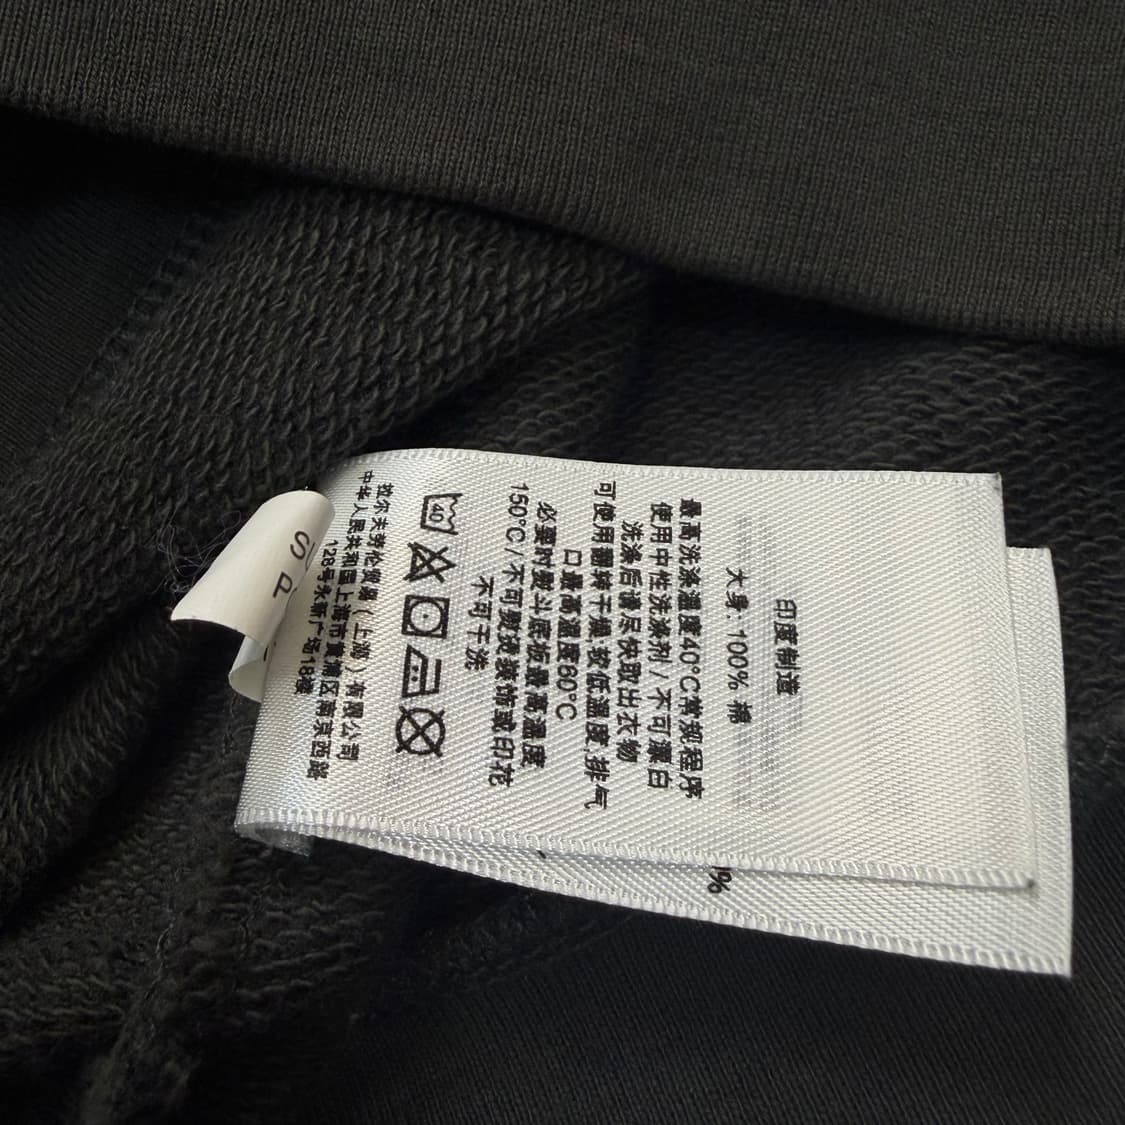 印度制造
大身: 100% 棉
最高洗涤温度40°C常规程序
使用中性洗涤剂 / 不可漂白
洗涤后请尽快取出衣物
可使用翻转干燥较低温度,排气
口最高温度60°C
必要时熨斗底板最高温度
150°C / 不可熨烫装饰或印花
不可干洗
40
拉尔夫劳伦贸易（上海）有限公司
中华人民共和国上海市黄浦区南京西路
128号永新广场18楼
%